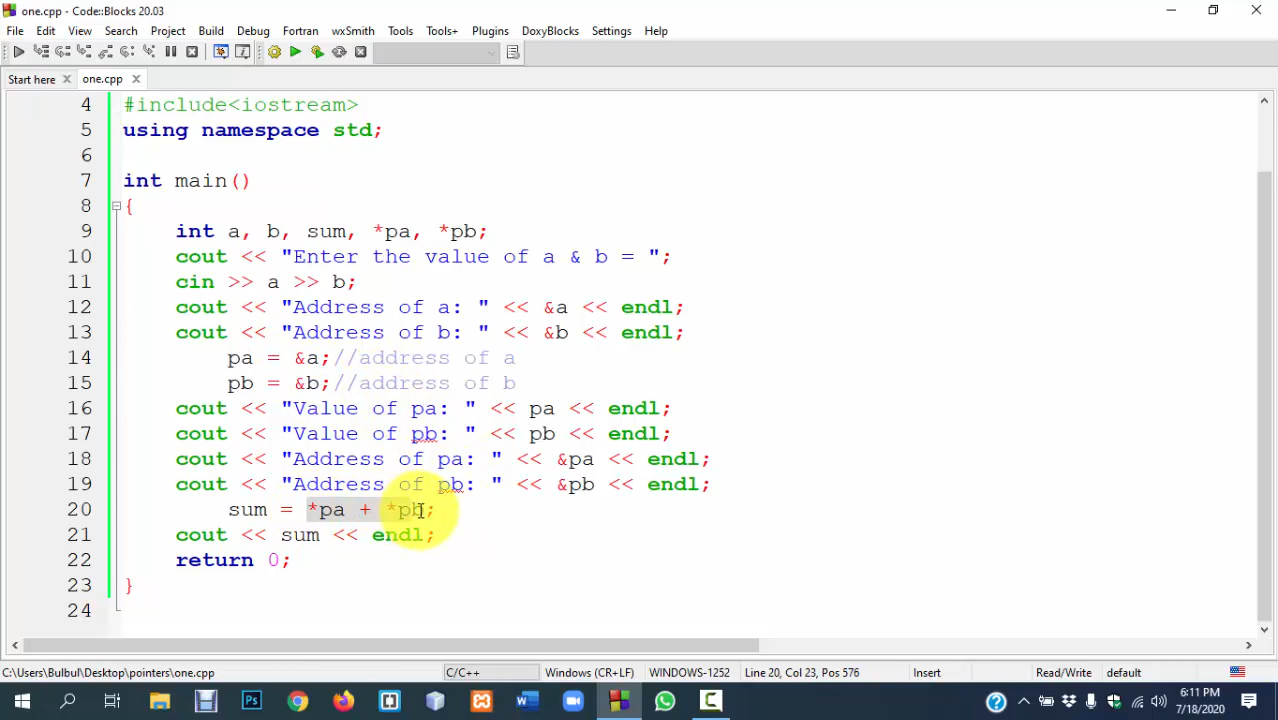 one.cpp - Code::Blocks 20.03
File Edit View Search Project Build Debug Fortran wxSmith Tools Tools+ Plugins DoxyBlocks Settings Help
Start here one.cpp
4 #include<iostream>
5 using namespace std;
6
7 int main()
8 {
9 int a, b, sum, *pa, *pb;
10 cout << "Enter the value of a & b = ";
11 cin >> a >> b;
12 cout << "Address of a: " << &a << endl;
13 cout << "Address of b: " << &b << endl;
14 pa = &a;//address of a
15 pb = &b;//address of b
16 cout << "Value of pa: " << pa << endl;
17 cout << "Value of pb: " << pb << endl;
18 cout << "Address of pa: " << &pa << endl;
19 cout << "Address of pb: " << &pb << endl;
20 sum = *pa + *pb;
21 cout << sum << endl;
22 return 0;
23 }
24
C:\Users\Bulbul\Desktop\pointers\one.cpp C/C++ Windows (CR+LF) WINDOWS-1252 Line 20, Col 23, Pos 576 Insert Read/Write default
6:11 PM
7/18/2020